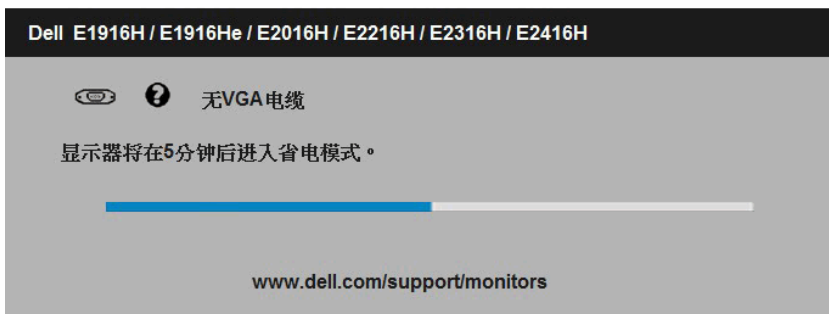 Dell E1916H / E1916He / E2016H / E2216H / E2316H / E2416H
无VGA电缆
显示器将在5分钟后进入省电模式。
www.dell.com/support/monitors